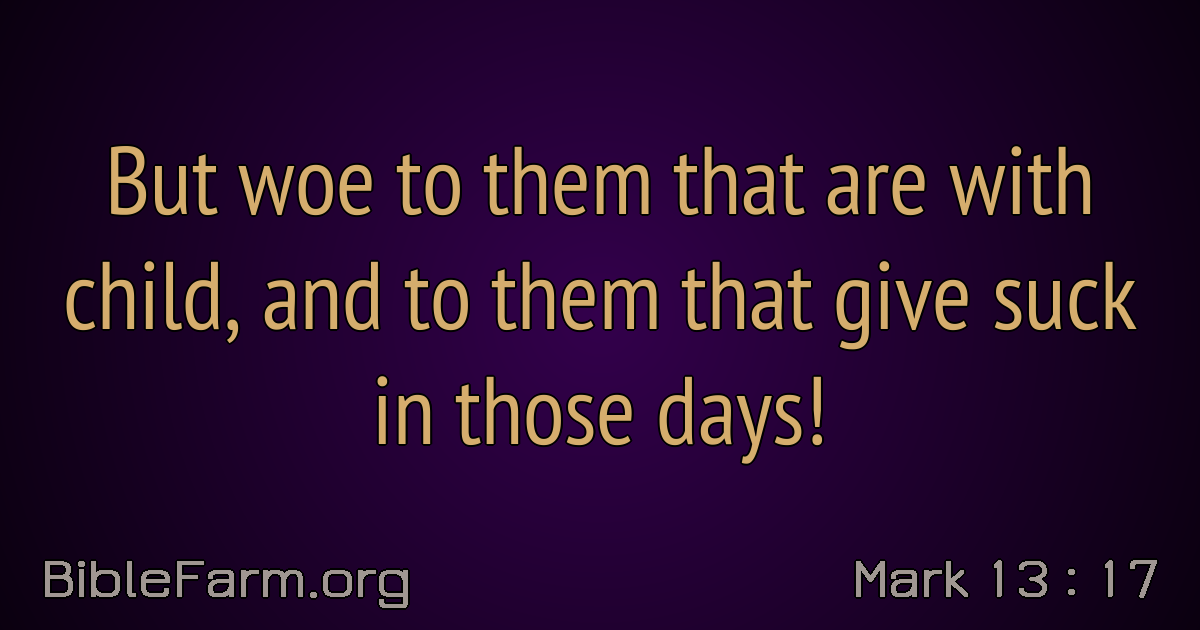 But woe to them that are with
child, and to them that give suck
in those days!
BibleFarm.org
Mark 13 : 17